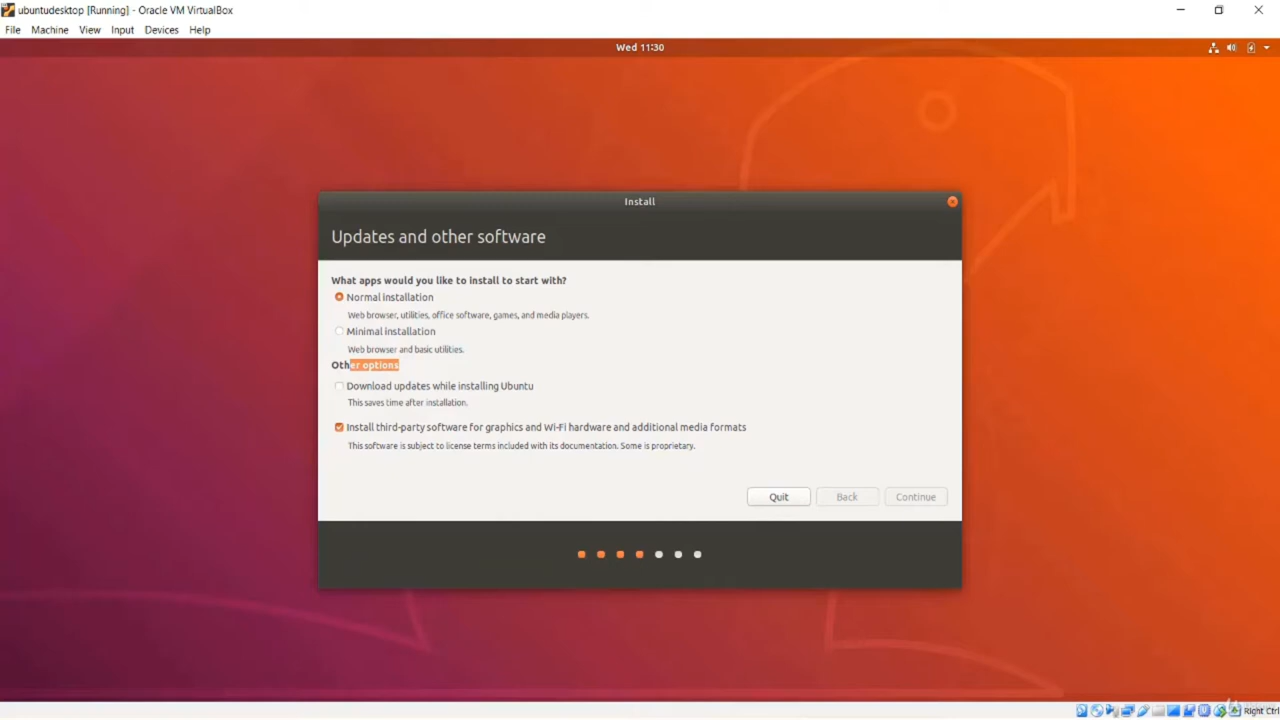 ubuntudesktop [Running] - Oracle VM VirtualBox
File Machine View Input Devices Help
Wed 11:30
Install
Updates and other software
What apps would you like to install to start with?
Normal installation
Web browser, utilities, office software, games, and media players.
Minimal installation
Web browser and basic utilities.
Other options
Download updates while installing Ubuntu
This saves time after installation.
Install third-party software for graphics and Wi-Fi hardware and additional media formats
This software is subject to license terms included with its documentation. Some is proprietary.
Quit Back Continue
Right Ctrl